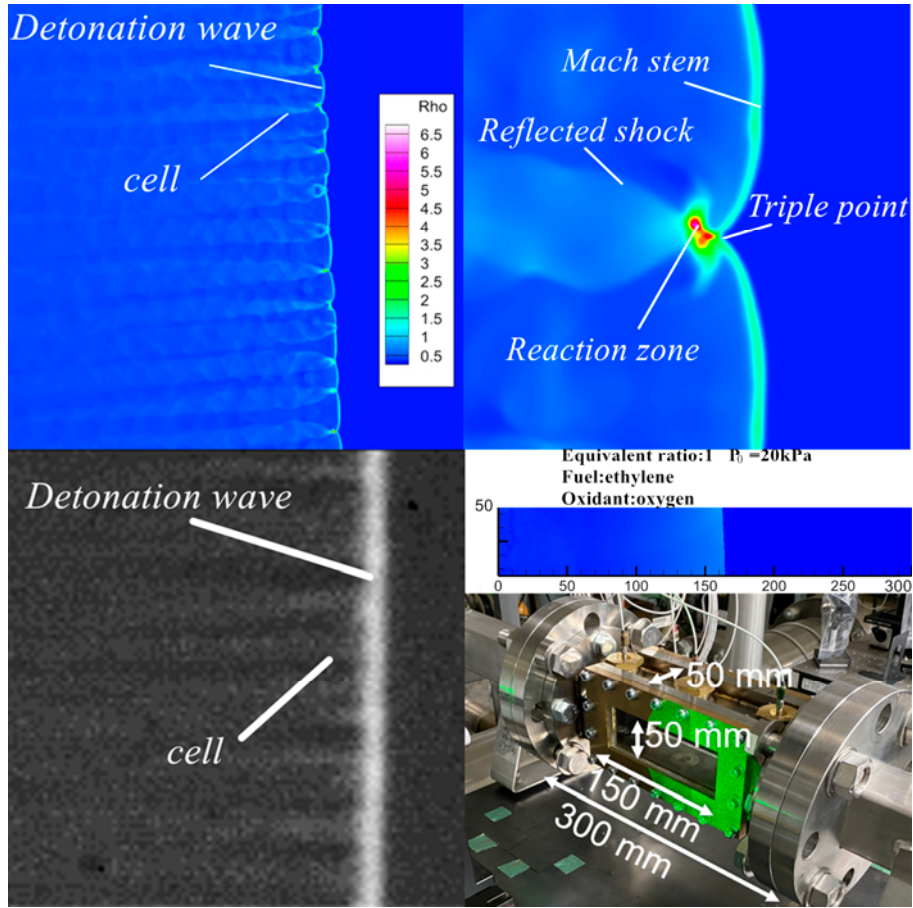 Detonation wave
cell
Rho
6.5
6
5.5
5
4.5
4
3.5
3
2.5
2
1.5
1
0.5
Mach stem
Reflected shock
Triple point
Reaction zone
Detonation wave
cell
Equivalent ratio:1 P₀ =20kPa
Fuel:ethylene
Oxidant:oxygen
50
0 50 100 150 200 250 300
50 mm
50 mm
150 mm
300 mm